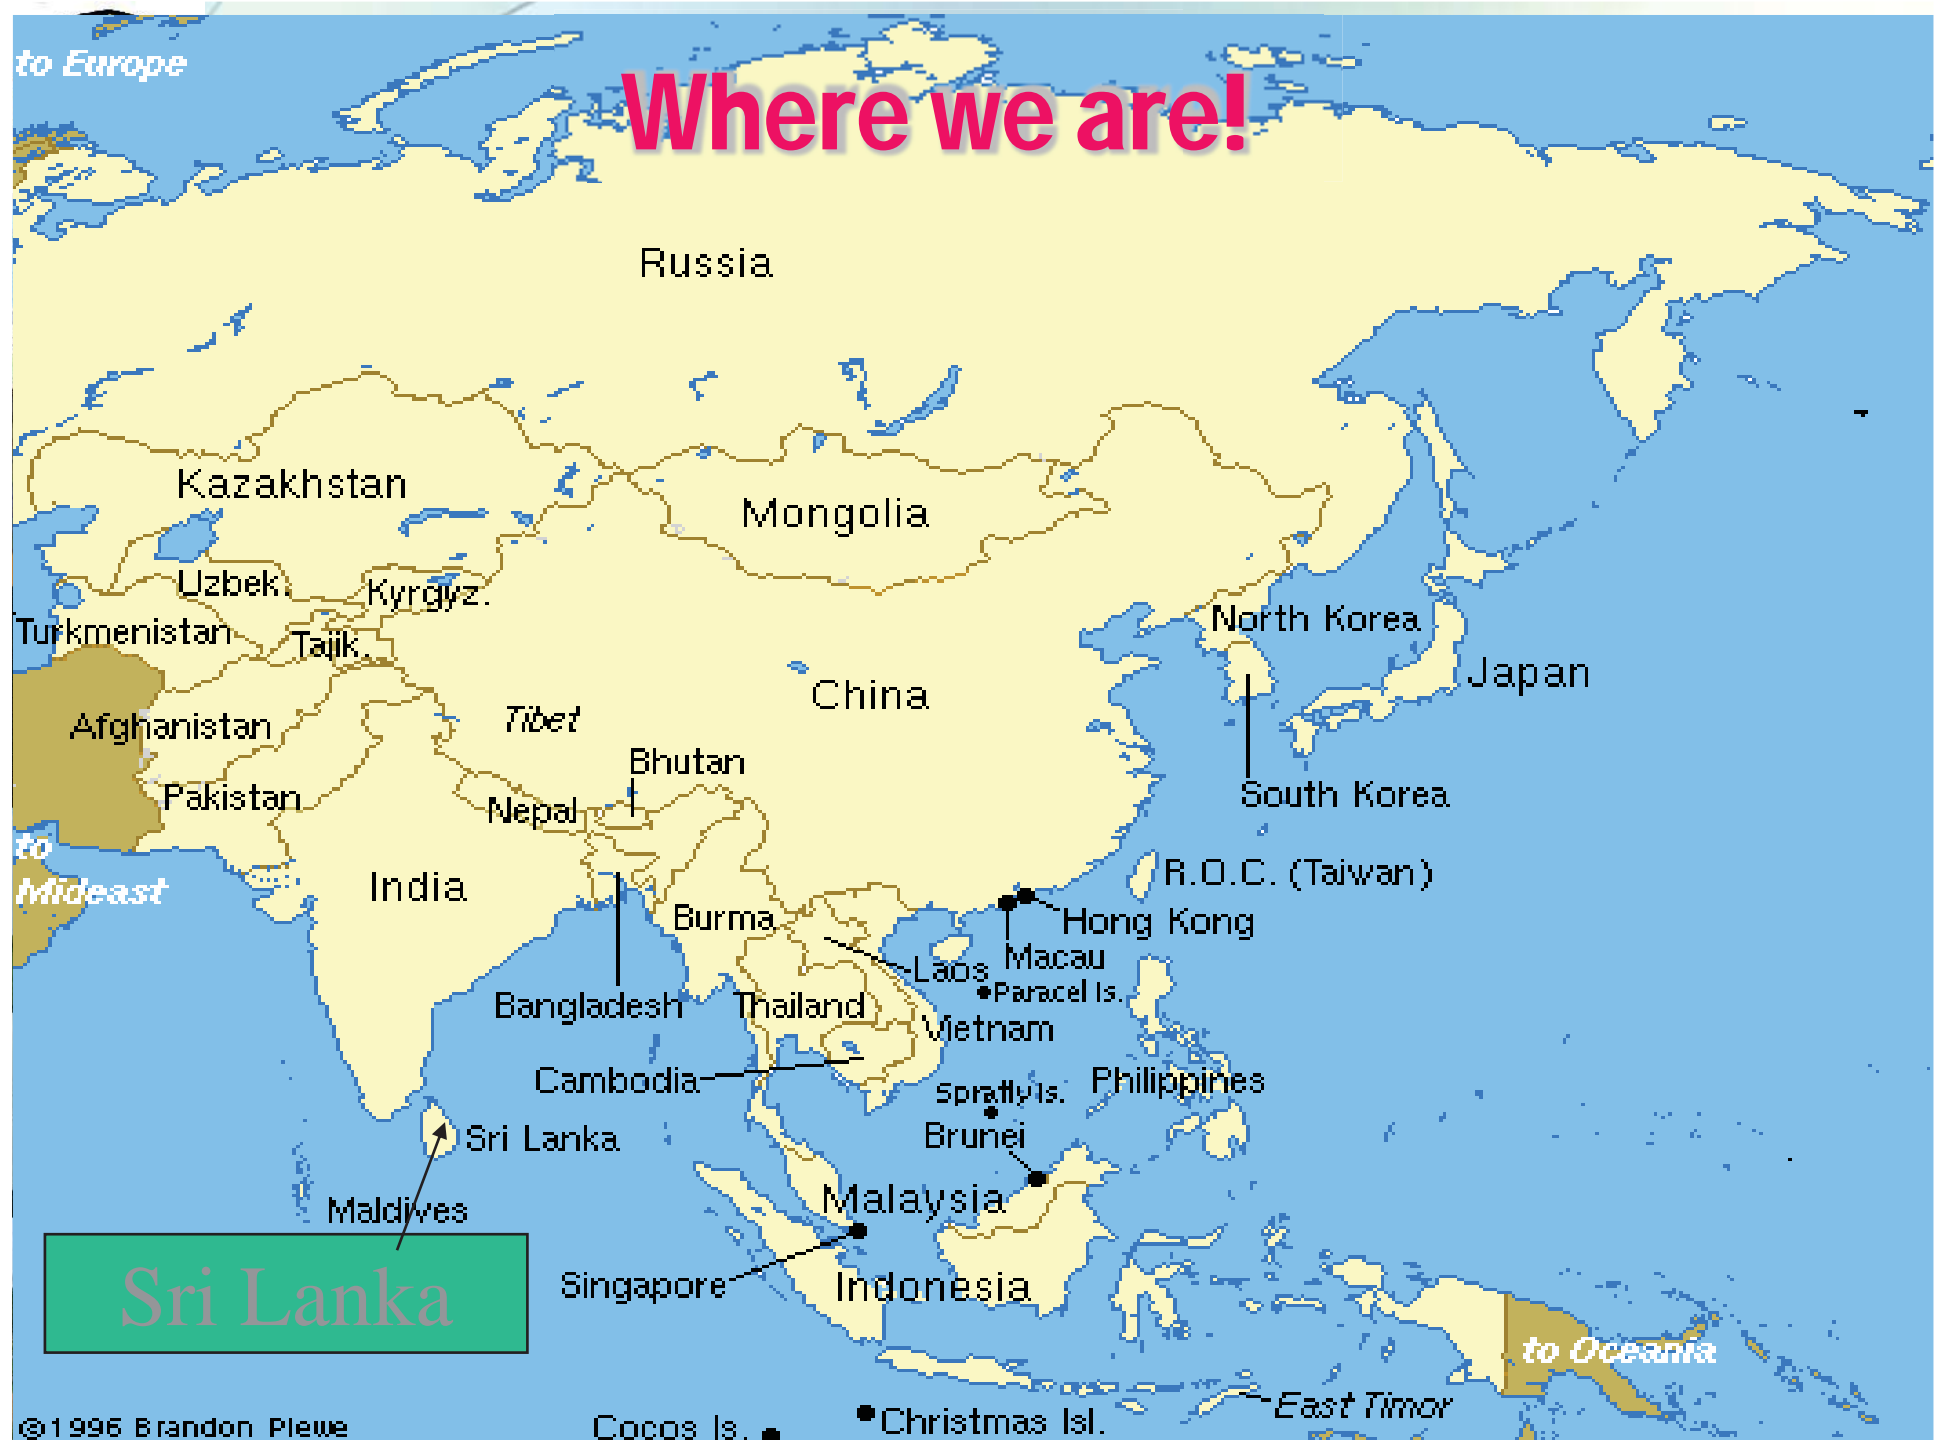 to Europe
Where we are!
Russia
Kazakhstan
Mongolia
Uzbek.
Kyrgyz.
North Korea
Turkmenistan
Tajik.
Japan
China
Tibet
Afghanistan
Bhutan
Pakistan
Nepal
South Korea
to
Mideast
R.O.C. (Taiwan)
India
Burma
Hong Kong
Macau
Laos
Paracel Is.
Bangladesh
Thailand
Vietnam
Cambodia
Spratly Is.
Philippines
Brunei
Sri Lanka
Malaysia
Maldives
Singapore
Indonesia
Sri Lanka
to Oceania
East Timor
Christmas Isl.
Cocos Is.
©1996 Brandon Plewe